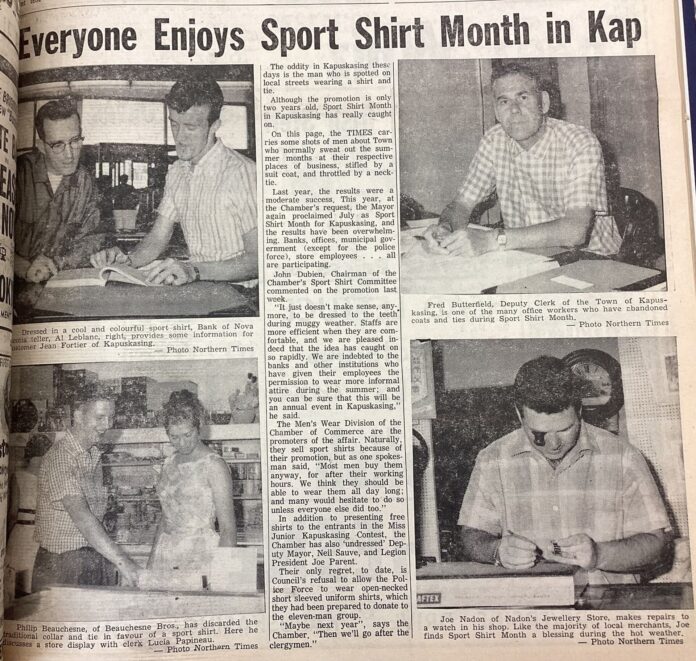 Everyone Enjoys Sport Shirt Month in Kap
The oddity in Kapuskasing these
days is the man who is spotted on
local streets wearing a shirt and
tie.
Although the promotion is only
two years old, Sport Shirt Month
in Kapuskasing has really caught
on.
On this page, the TIMES car-
ries some shots of men about Town
who normally sweat out the sum-
mer months at their respective
places of business, stifled by a
suit coat, and throttled by a neck-
tie.
Last year, the results were a
moderate success. This year, at
the Chamber's request, the Mayor
again proclaimed July as Sport
Shirt Month for Kapuskasing, and
the results have been overwhelm-
ing. Banks, offices, municipal gov-
ernment (except for the police
force), store employees . . . all
are participating.
John Dubien, Chairman of the
Chamber's Sport Shirt Committee
commented on the promotion last
week.
"It just doesn't make sense, any-
more, to be dressed to the teeth
during muggy weather. Staffs are
more efficient when they are com-
fortable, and we are pleased in-
deed that the idea has caught on
so rapidly. We are indebted to the
banks and other institutions who
have given their employees the
permission to wear more informal
attire during the summer; and
you can be sure that this will be
an annual event in Kapuskasing,"
he said.
The Men's Wear Division of the
Chamber of Commerce are the
promoters of the affair. Naturally,
they sell sport shirts because of
their promotion, but as one spokes-
man said, "Most men buy them
anyway, for after their working
hours. We think they should be
able to wear them all day long;
and many would hesitate to do so
unless everyone else did too."
In addition to presenting free
shirts to the entrants in the Miss
Junior Kapuskasing Contest, the
Chamber has also 'undressed' Dep-
uty Mayor, Neil Sauve, and Legion
President Joe Parent.
Their only regret, to date, is
Council's refusal to allow the Pol-
ice Force to wear open-necked
short sleeved uniform shirts, which
they had been prepared to donate to
the eleven-man group.
"Maybe next year", says the
Chamber, "Then we'll go after the
clergymen."
Dressed in a cool and colourful sport shirt, Bank of Nova
teller, Al Leblanc, right, provides some information for
Jean Fortier of Kapuskasing.
— Photo Northern Times
Fred Butterfield, Deputy Clerk of the Town of Kapus-
kasing, is one of the many office workers who have abandoned
coats and ties during Sport Shirt Month.
— Photo Northern Times
Philip Beauchesne, of Beauchesne Bros., has discarded the
traditional collar and tie in favour of a sport shirt. Here he
discusses a store display with clerk Lucia Papineau.
— Photo Northern Times
Joe Nadon of Nadon's Jewellery Store, makes repairs to
a watch in his shop. Like the majority of local merchants, Joe
finds Sport Shirt Month a blessing during the hot weather.
— Photo Northern Times